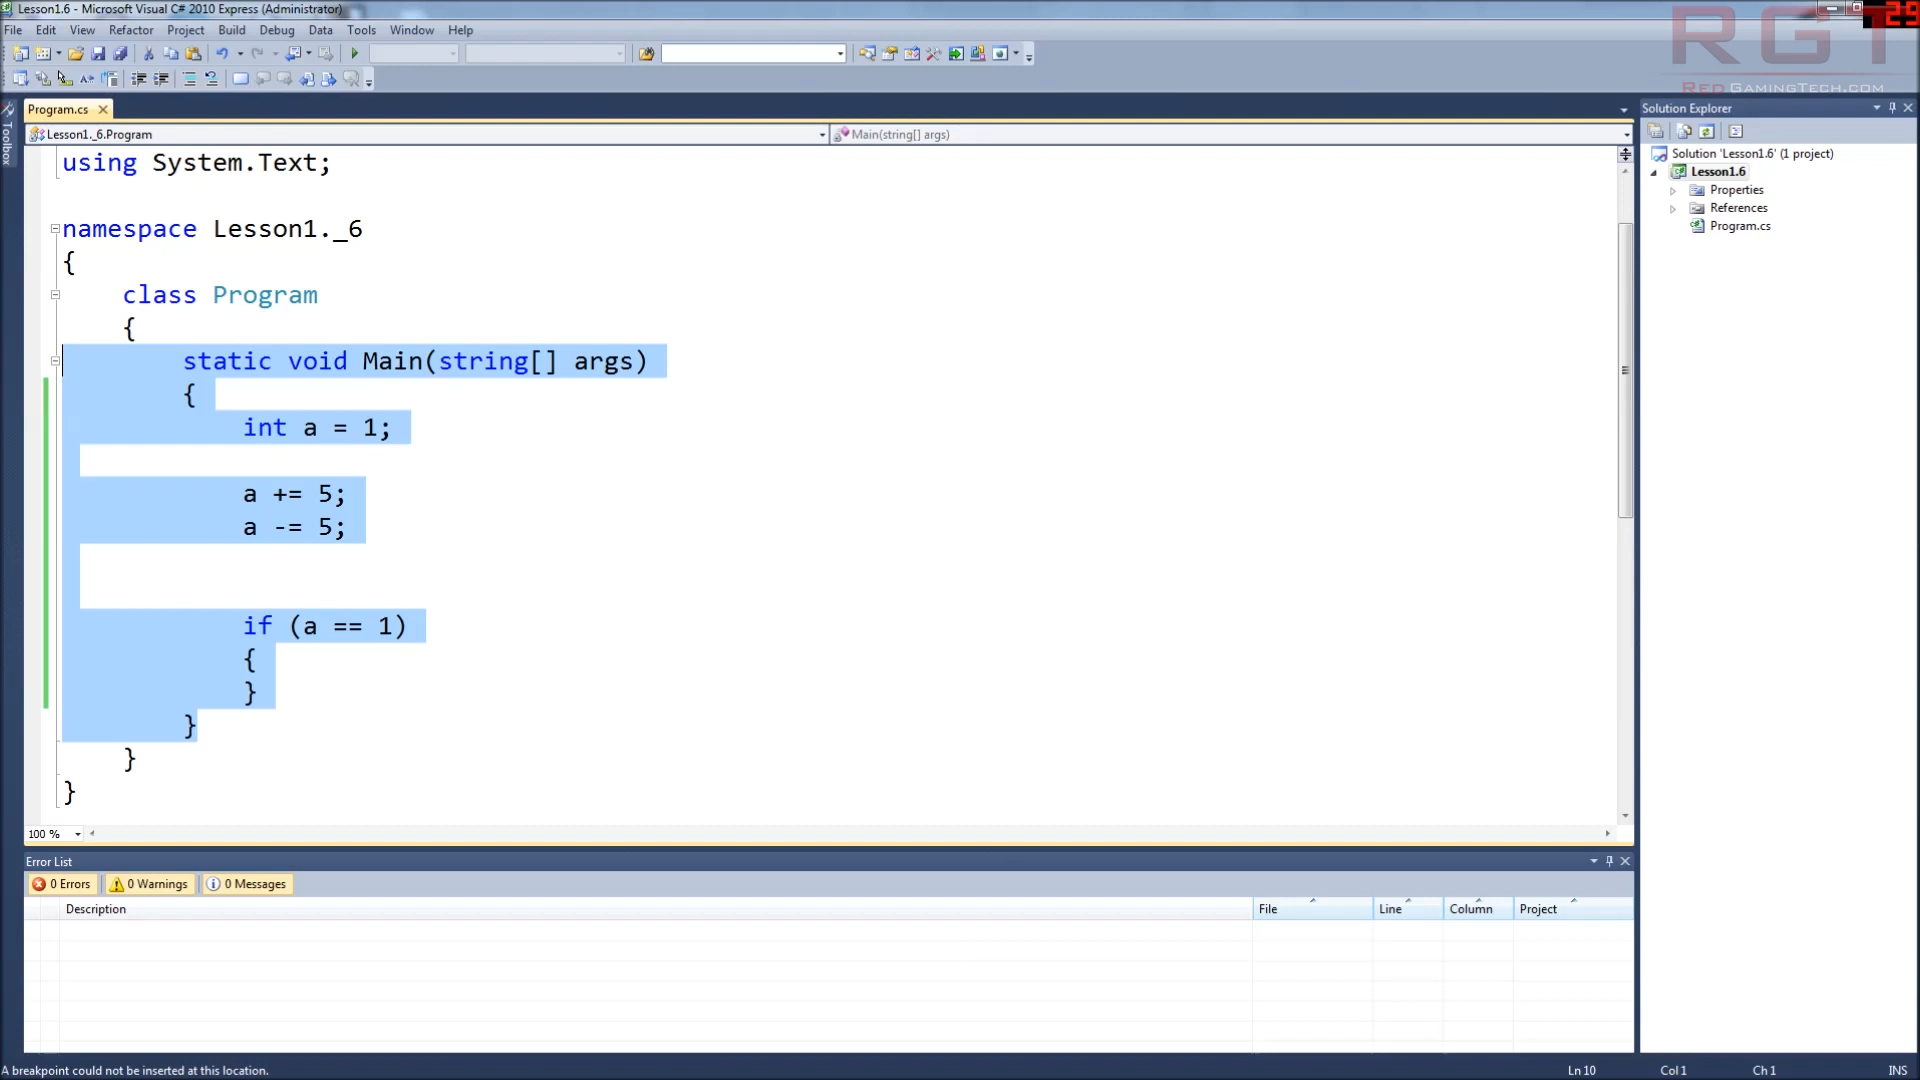 Lesson1.6 - Microsoft Visual C# 2010 Express (Administrator)
29
File Edit View Refactor Project Build Debug Data Tools Window Help
RGT
REDGAMINGTECH.COM
Program.cs
Solution Explorer
Toolbox
Lesson1._6.Program
Main(string[] args)
using System.Text;
namespace Lesson1._6
{
class Program
{
static void Main(string[] args)
{
int a = 1;
a += 5;
a -= 5;
if (a == 1)
{
}
}
}
}
Solution 'Lesson1.6' (1 project)
Lesson1.6
Properties
References
Program.cs
100 %
Error List
0 Errors 0 Warnings 0 Messages
Description File Line Column Project
A breakpoint could not be inserted at this location. Ln 10 Col 1 Ch 1 INS